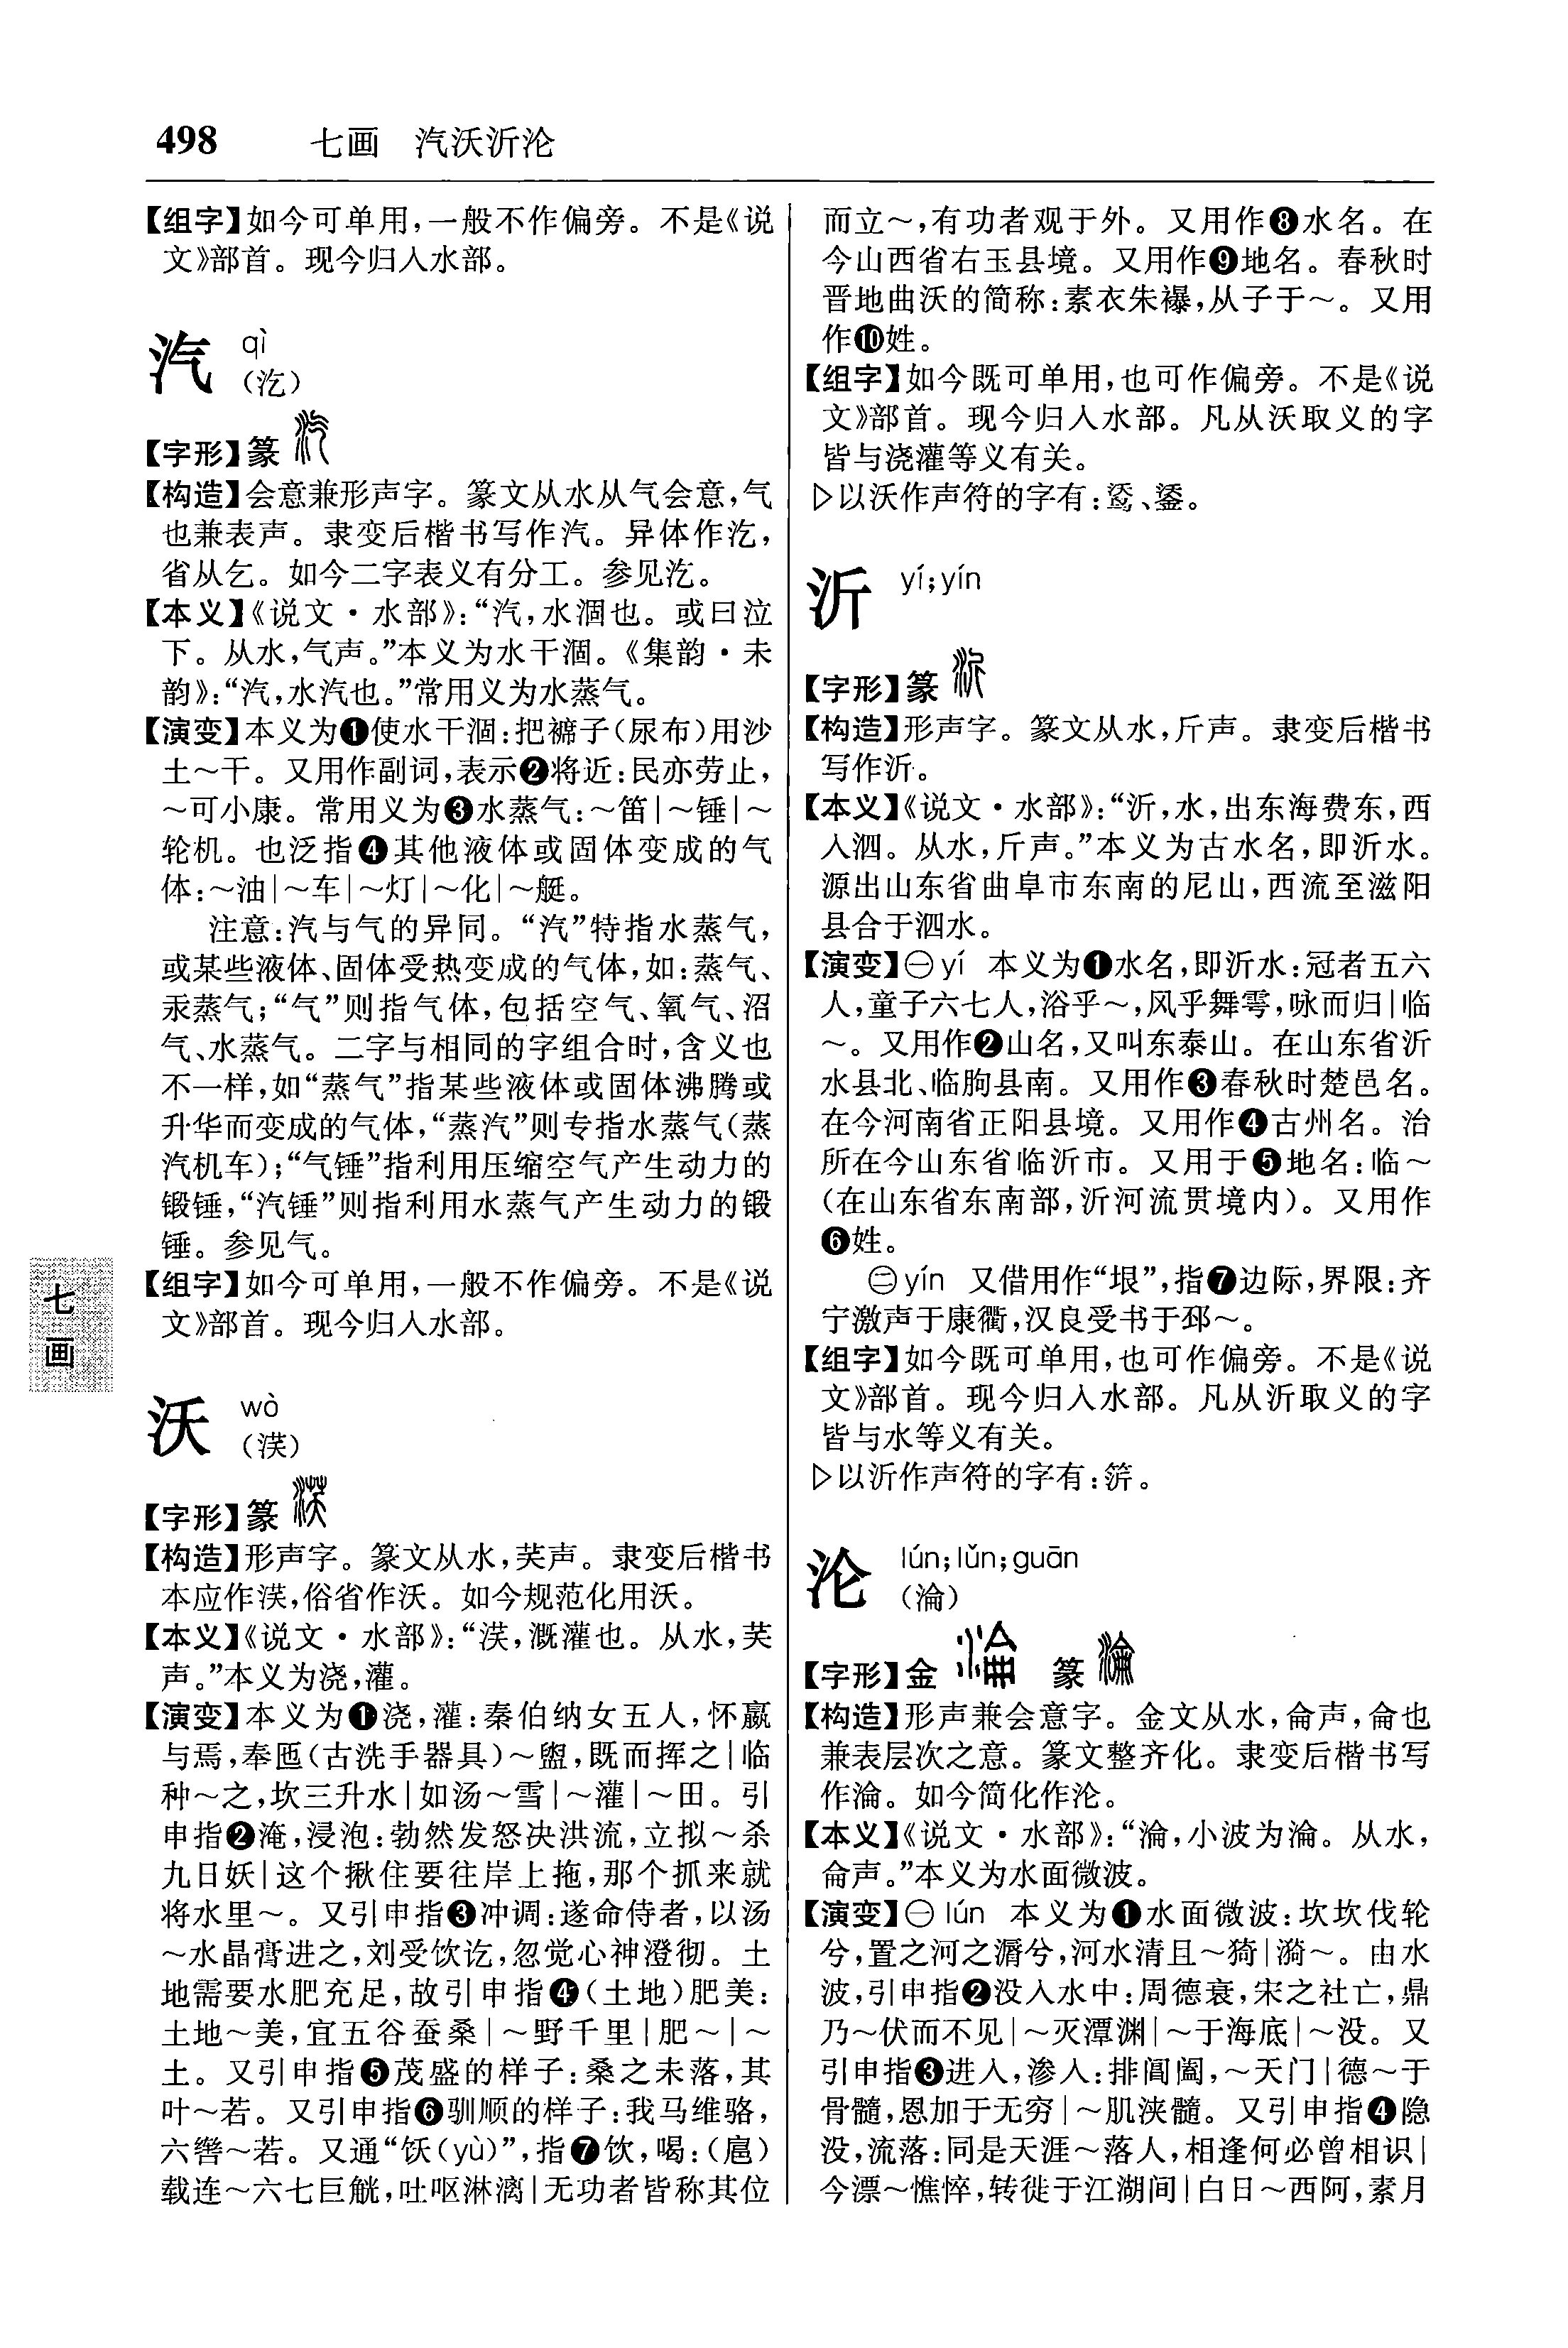 498 七画 汽沃沂沦
【组字】如今可单用,一般不作偏旁。不是《说
文》部首。现今归入水部。
汽 qì
(汔)
【字形】篆
【构造】会意兼形声字。篆文从水从气会意,气
也兼表声。隶变后楷书写作汽。异体作汔,
省从乞。如今二字表义有分工。参见汔。
【本义】《说文·水部》:“汽,水涸也。或曰泣
下。从水,气声。”本义为水干涸。《集韵·未
韵》:“汽,水汽也。”常用义为水蒸气。
【演变】本义为❶使水干涸:把褯子(尿布)用沙
土～干。又用作副词,表示❷将近:民亦劳止,
～可小康。常用义为❸水蒸气:～笛|～锤|～
轮机。也泛指❹其他液体或固体变成的气
体:～油|～车|～灯|～化|～艇。
注意:汽与气的异同。“汽”特指水蒸气,
或某些液体、固体受热变成的气体,如:蒸气、
汞蒸气;“气”则指气体,包括空气、氧气、沼
气、水蒸气。二字与相同的字组合时,含义也
不一样,如“蒸气”指某些液体或固体沸腾或
升华而变成的气体,“蒸汽”则专指水蒸气(蒸
汽机车);“气锤”指利用压缩空气产生动力的
锻锤,“汽锤”则指利用水蒸气产生动力的锻
锤。参见气。
【组字】如今可单用,一般不作偏旁。不是《说
文》部首。现今归入水部。
沃 wò
(渶)
【字形】篆
【构造】形声字。篆文从水,芺声。隶变后楷书
本应作渶,俗省作沃。如今规范化用沃。
【本义】《说文·水部》:“渶,溉灌也。从水,芺
声。”本义为浇,灌。
【演变】本义为❶浇,灌:秦伯纳女五人,怀嬴
与焉,奉匜(古洗手器具)～盥,既而挥之|临
种～之,坎三升水|如汤～雪|～灌|～田。引
申指❷淹,浸泡:勃然发怒决洪流,立拟～杀
九日妖|这个揪住要往岸上拖,那个抓来就
将水里～。又引申指❸冲调:遂命侍者,以汤
～水晶膏进之,刘受饮讫,忽觉心神澄彻。土
地需要水肥充足,故引申指❹(土地)肥美:
土地～美,宜五谷蚕桑|～野千里|肥～|～
土。又引申指❺茂盛的样子:桑之未落,其
叶～若。又引申指❻驯顺的样子:我马维骆,
六辔～若。又通“饫(yù)”,指❼饮,喝:(扈)
载连～六七巨觥,吐呕淋漓|无功者皆称其位
而立～,有功者观于外。又用作❽水名。在
今山西省右玉县境。又用作❾地名。春秋时
晋地曲沃的简称:素衣朱襮,从子于～。又用
作❿姓。
【组字】如今既可单用,也可作偏旁。不是《说
文》部首。现今归入水部。凡从沃取义的字
皆与浇灌等义有关。
▷以沃作声符的字有:鋈。
沂 yí;yín
【字形】篆
【构造】形声字。篆文从水,斤声。隶变后楷书
写作沂。
【本义】《说文·水部》:“沂,水,出东海费东,西
入泗。从水,斤声。”本义为古水名,即沂水。
源出山东省曲阜市东南的尼山,西流至滋阳
县合于泗水。
【演变】㊀yí 本义为❶水名,即沂水:冠者五六
人,童子六七人,浴乎～,风乎舞雩,咏而归|临
～。又用作❷山名,又叫东泰山。在山东省沂
水县北、临朐县南。又用作❸春秋时楚邑名。
在今河南省正阳县境。又用作❹古州名。治
所在今山东省临沂市。又用于❺地名:临～
(在山东省东南部,沂河流贯境内)。又用作
❻姓。
㊁yín 又借用作“垠”,指❼边际,界限:齐
宁激声于康衢,汉良受书于邳～。
【组字】如今既可单用,也可作偏旁。不是《说
文》部首。现今归入水部。凡从沂取义的字
皆与水等义有关。
▷以沂作声符的字有:筄。
沦 lún;lǔn;guān
(淪)
【字形】金 篆
【构造】形声兼会意字。金文从水,侖声,侖也
兼表层次之意。篆文整齐化。隶变后楷书写
作淪。如今简化作沦。
【本义】《说文·水部》:“淪,小波为淪。从水,
侖声。”本义为水面微波。
【演变】㊀lún 本义为❶水面微波:坎坎伐轮
兮,置之河之漘兮,河水清且～猗|漪～。由水
波,引申指❷没入水中:周德衰,宋之社亡,鼎
乃～伏而不见|～灭潭渊|～于海底|～没。又
引申指❸进入,渗入:排阊阖,～天门|德～于
骨髓,恩加于无穷|～肌浃髓。又引申指❹隐
没,流落:同是天涯～落人,相逢何必曾相识|
今漂～憔悴,转徙于江湖间|白日～西阿,素月
七画